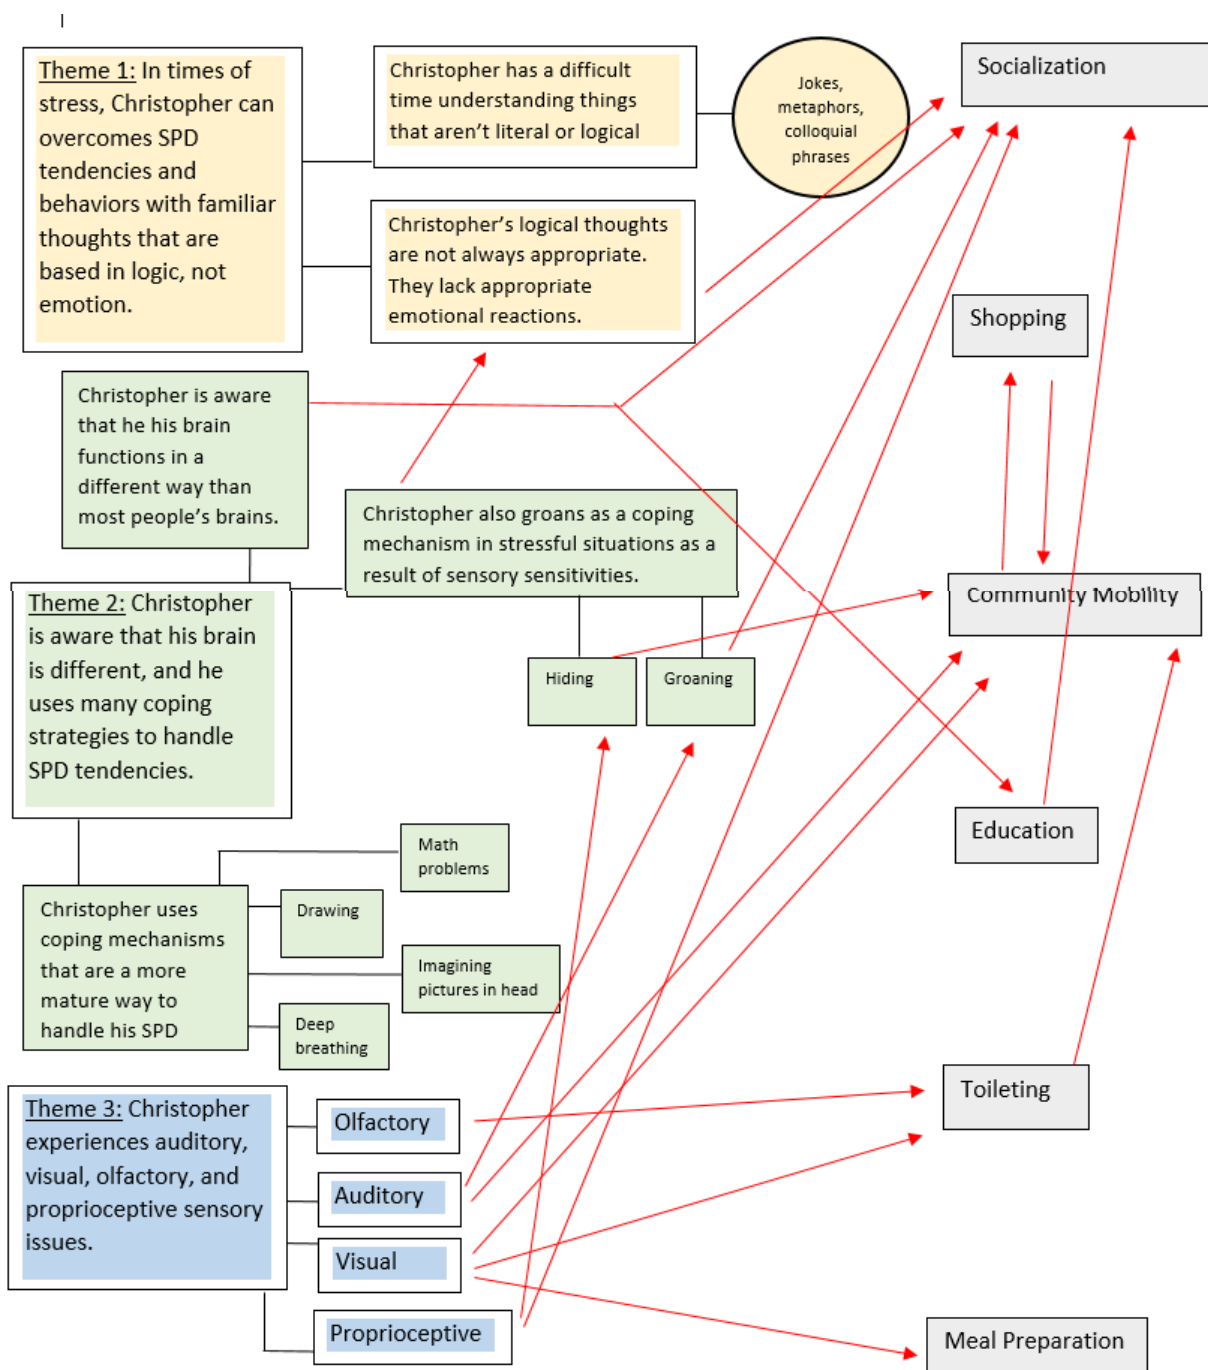 Theme 1: In times of
stress, Christopher can
overcomes SPD
tendencies and
behaviors with familiar
thoughts that are
based in logic, not
emotion.
Christopher has a difficult
time understanding things
that aren't literal or logical
Jokes,
metaphors,
colloquial
phrases
Socialization
Christopher's logical thoughts
are not always appropriate.
They lack appropriate
emotional reactions.
Shopping
Christopher is aware
that he his brain
functions in a
different way than
most people's brains.
Christopher also groans as a coping
mechanism in stressful situations as a
result of sensory sensitivities.
Community Mobility
Theme 2: Christopher
is aware that his brain
is different, and he
uses many coping
strategies to handle
SPD tendencies.
Hiding
Groaning
Education
Math
problems
Christopher uses
coping mechanisms
that are a more
mature way to
handle his SPD
Drawing
Imagining
pictures in head
Deep
breathing
Theme 3: Christopher
experiences auditory,
visual, olfactory, and
proprioceptive sensory
issues.
Olfactory
Auditory
Visual
Proprioceptive
Toileting
Meal Preparation